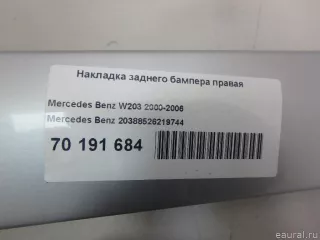 Накладка заднего бампера правая
Mercedes Benz W203 2000-2006
Mercedes Benz 20388526219744
70 191 684
eaural.ru